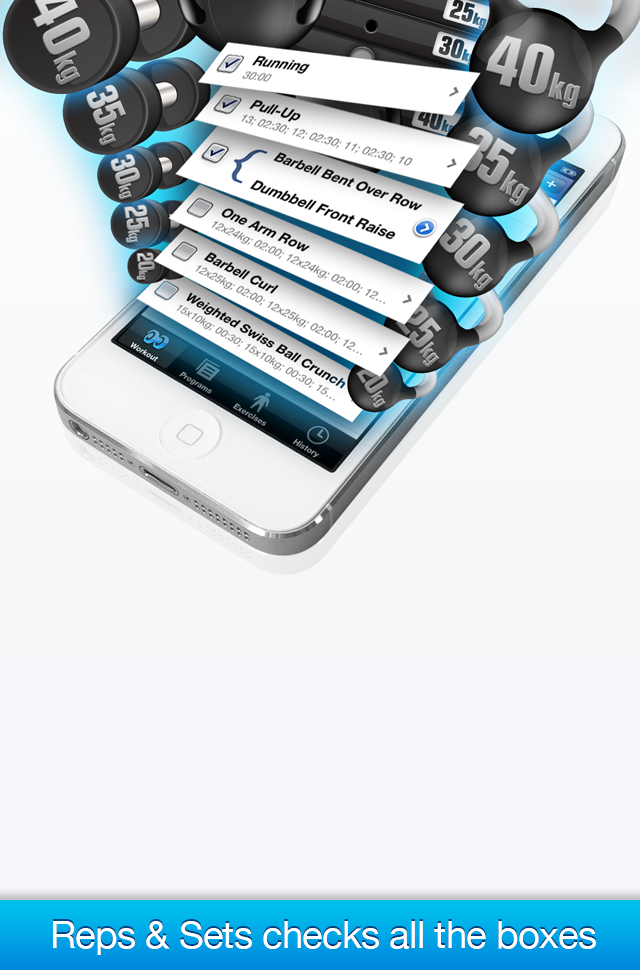 25kg
30k
40kg
40kg
35kg
30kg
25kg
20kg
40k
35kg
30kg
25kg
20kg
Running
30:00
Pull-Up
13; 02:30; 12; 02:30; 11; 02:30; 10
Barbell Bent Over Row
Dumbbell Front Raise
One Arm Row
12x24kg; 02:00; 12x24kg; 02:00; 12...
Barbell Curl
12x25kg; 02:00; 12x25kg; 02:00; 12...
Weighted Swiss Ball Crunch
15x10kg; 00:30; 15x10kg; 00:30; 15...
Workout
Programs
Exercises
History
Reps & Sets checks all the boxes